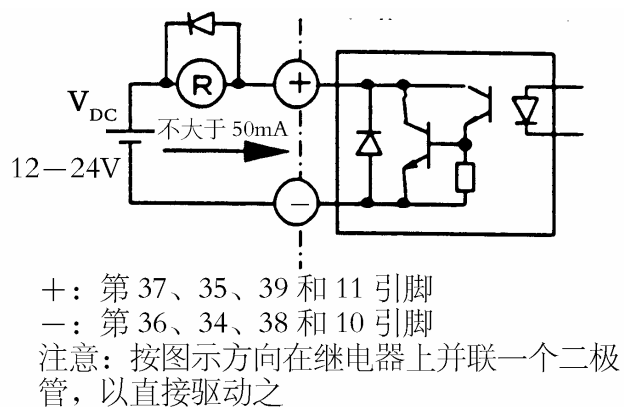 R
+
V DC
不大于 50mA
12—24V
−
+：第 37、35、39 和 11 引脚
−：第 36、34、38 和 10 引脚
注意：按图示方向在继电器上并联一个二极
管，以直接驱动之